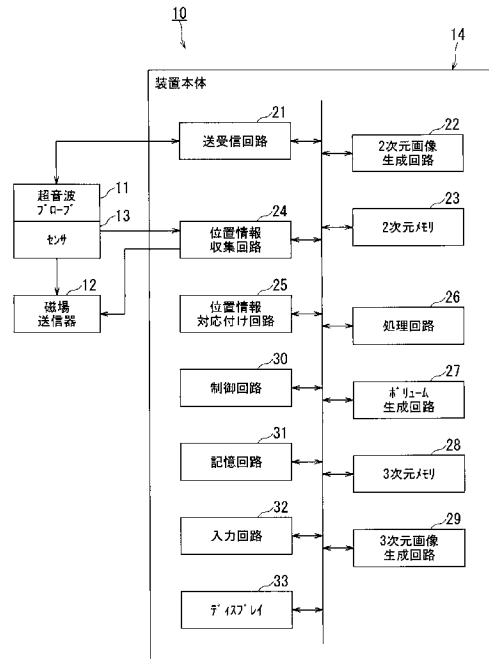 10
14
装置本体
21
送受信回路
22
2次元画像
生成回路
11
超音波
プローブ
13
センサ
23
2次元メモリ
24
位置情報
収集回路
12
磁場
送信器
25
位置情報
対応付け回路
26
処理回路
30
制御回路
27
ボリューム
生成回路
31
記憶回路
28
3次元メモリ
32
入力回路
29
3次元画像
生成回路
33
ディスプレイ